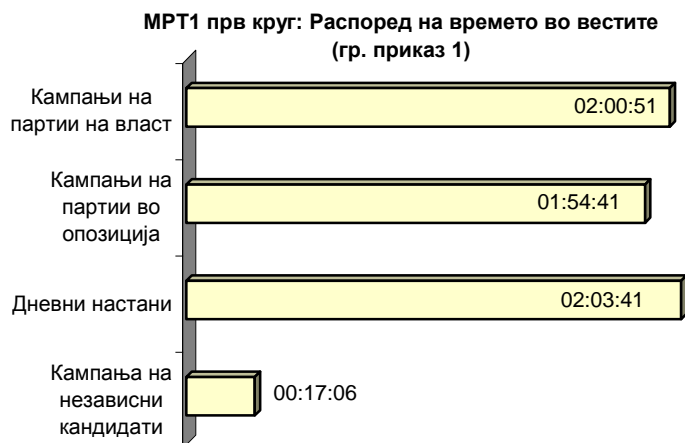 МРТ1 прв круг: Распоред на времето во вестите
(гр. приказ 1)
Кампањи на
партии на власт
02:00:51
Кампањи на
партии во
опозиција
01:54:41
Дневни настани
02:03:41
Кампања на
независни
кандидати
00:17:06